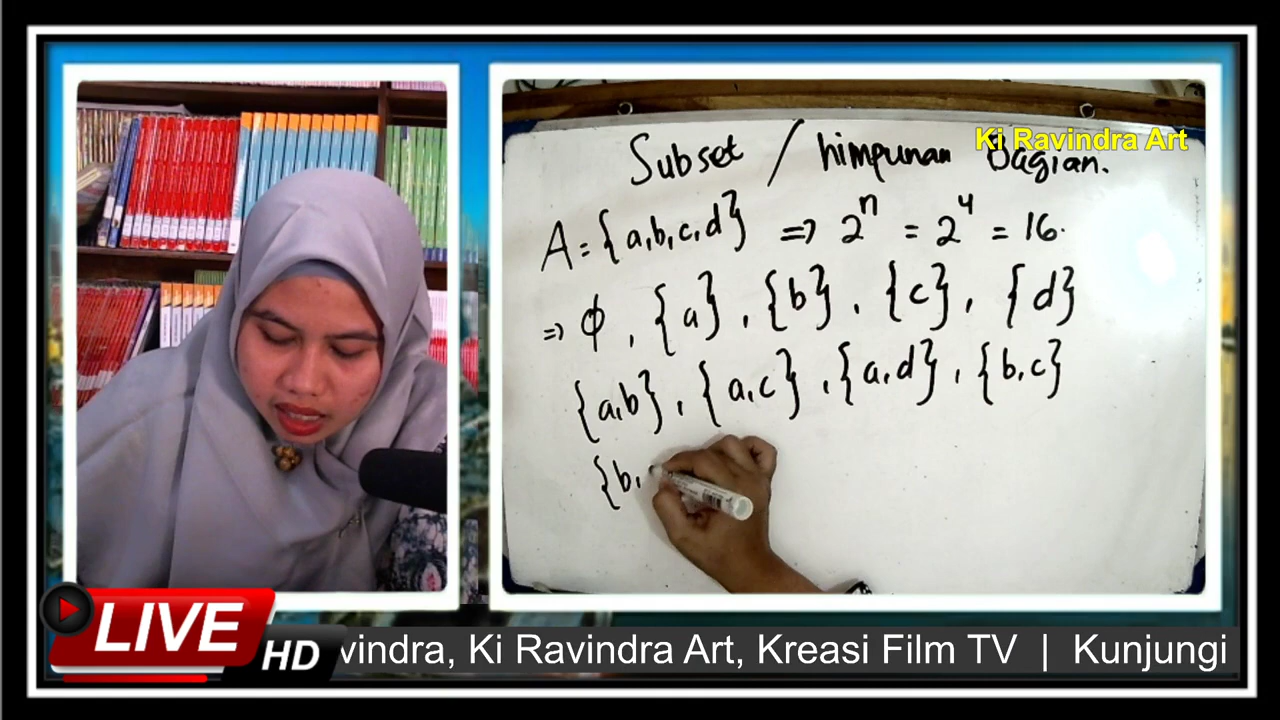 Ki Ravindra Art
Subset / himpunan bagian.
A = {a,b,c,d} => 2^n = 2^4 = 16.
=> ϕ, {a}, {b}, {c}, {d}
{a,b}, {a,c}, {a,d}, {b,c}
{b,
LIVE
HD
vindra, Ki Ravindra Art, Kreasi Film TV | Kunjungi